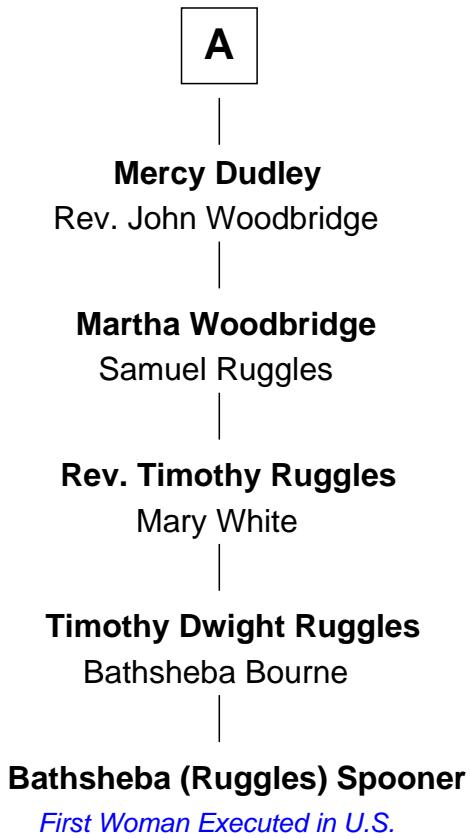 A
Mercy Dudley
Rev. John Woodbridge
Martha Woodbridge
Samuel Ruggles
Rev. Timothy Ruggles
Mary White
Timothy Dwight Ruggles
Bathsheba Bourne
Bathsheba (Ruggles) Spooner
First Woman Executed in U.S.